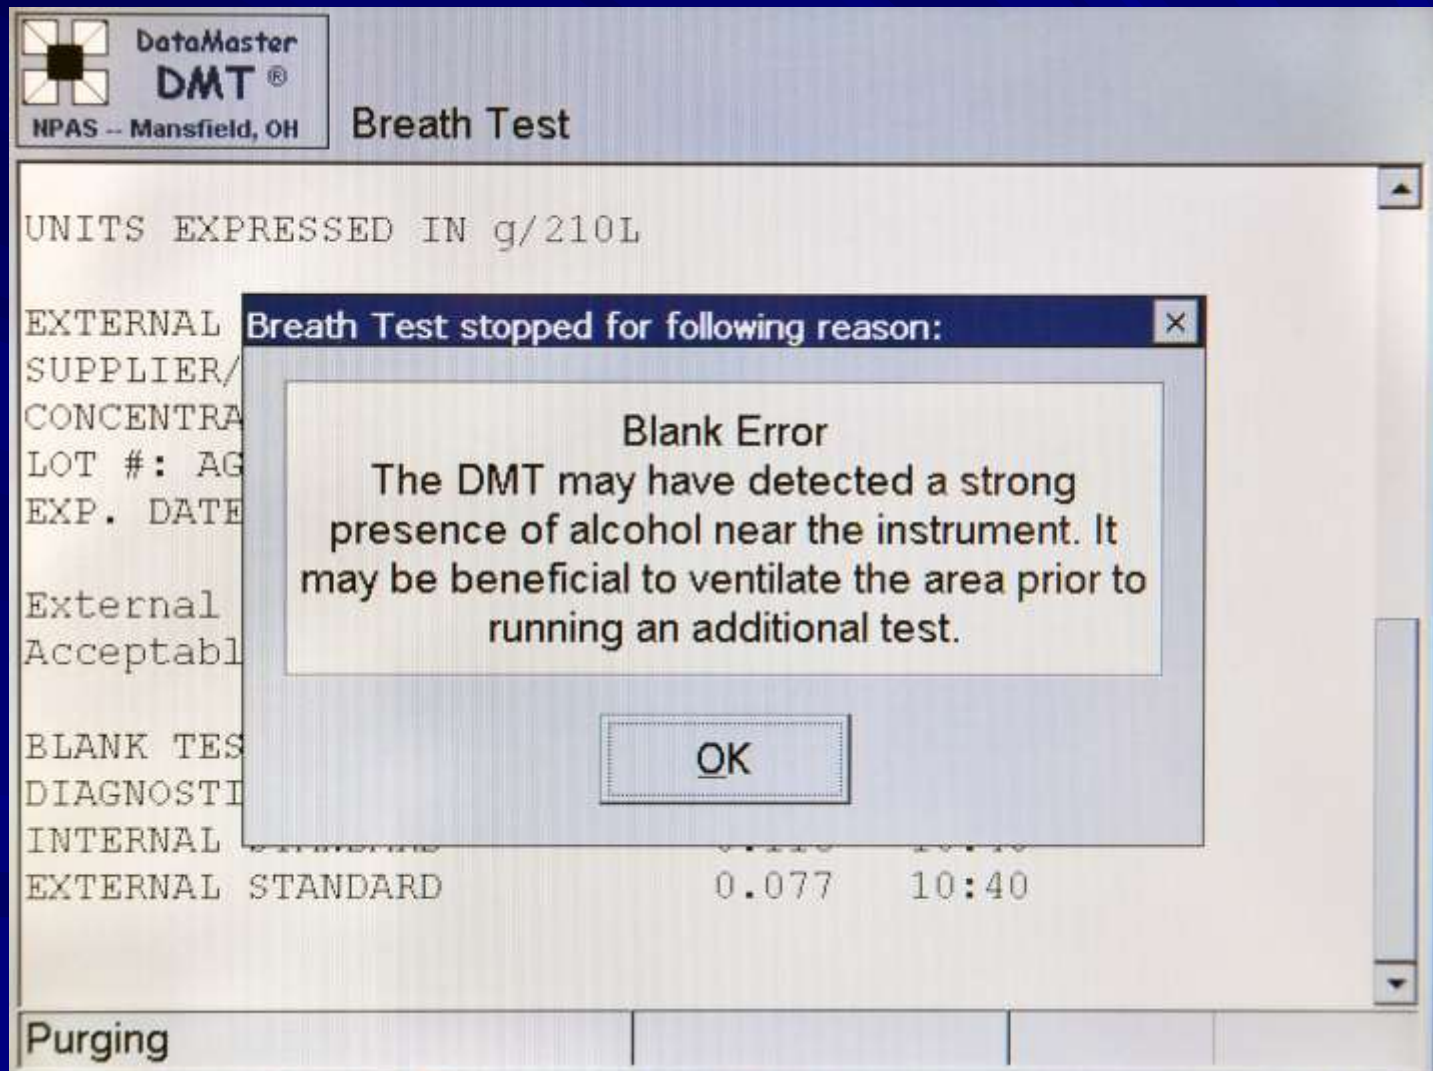 DataMaster
DMT ®
NPAS -- Mansfield, OH
Breath Test
UNITS EXPRESSED IN g/210L
EXTERNAL
SUPPLIER/
CONCENTRA
LOT #: AG
EXP. DATE
External
Acceptabl
BLANK TES
DIAGNOSTI
INTERNAL
EXTERNAL STANDARD 0.077 10:40
Breath Test stopped for following reason:
Blank Error
The DMT may have detected a strong
presence of alcohol near the instrument. It
may be beneficial to ventilate the area prior to
running an additional test.
OK
Purging